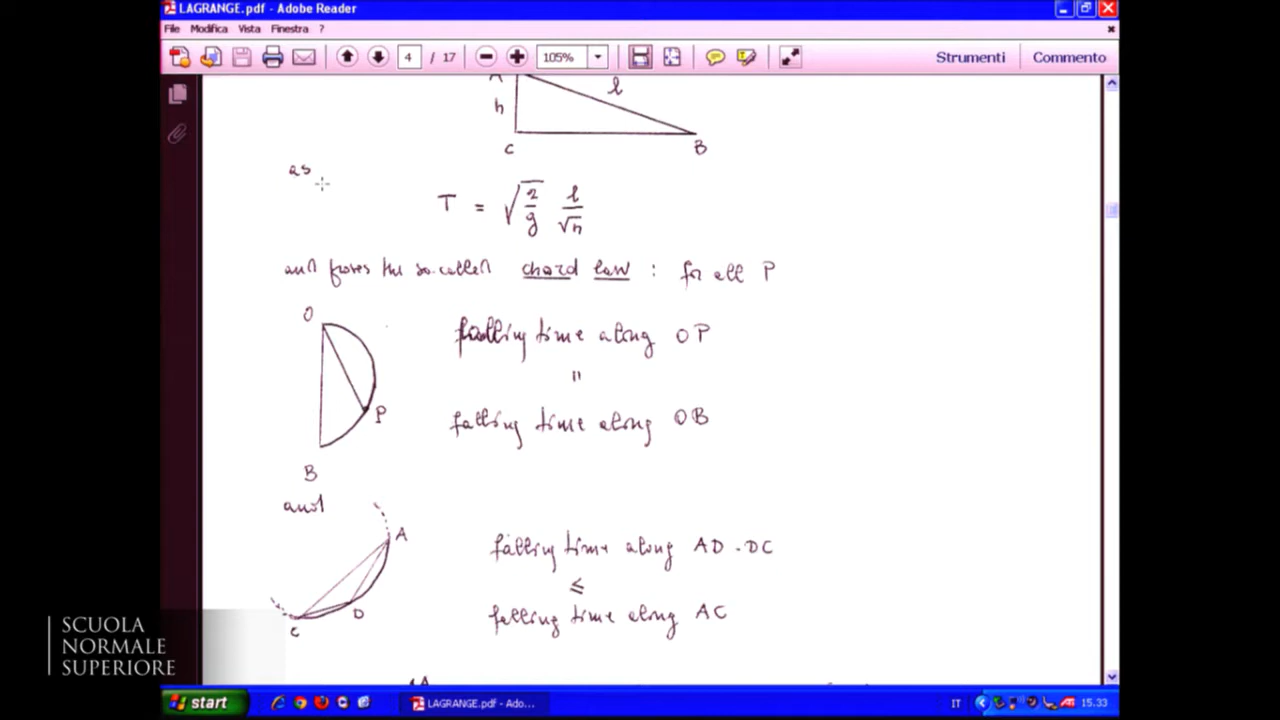 LAGRANGE.pdf - Adobe Reader
File Modifica Vista Finestra ?
4 / 17 105% Strumenti Commento
A
l
h
C B
as
T = √2/g l/√h
and proves the so-called chord law : for all P
O
falling time along OP
"
P
falling time along OB
B
and
A
falling time along AD-DC
≤
D
falling time along AC
C
SCUOLA
NORMALE
SUPERIORE
A
start LAGRANGE.pdf - Ado... IT 15.33